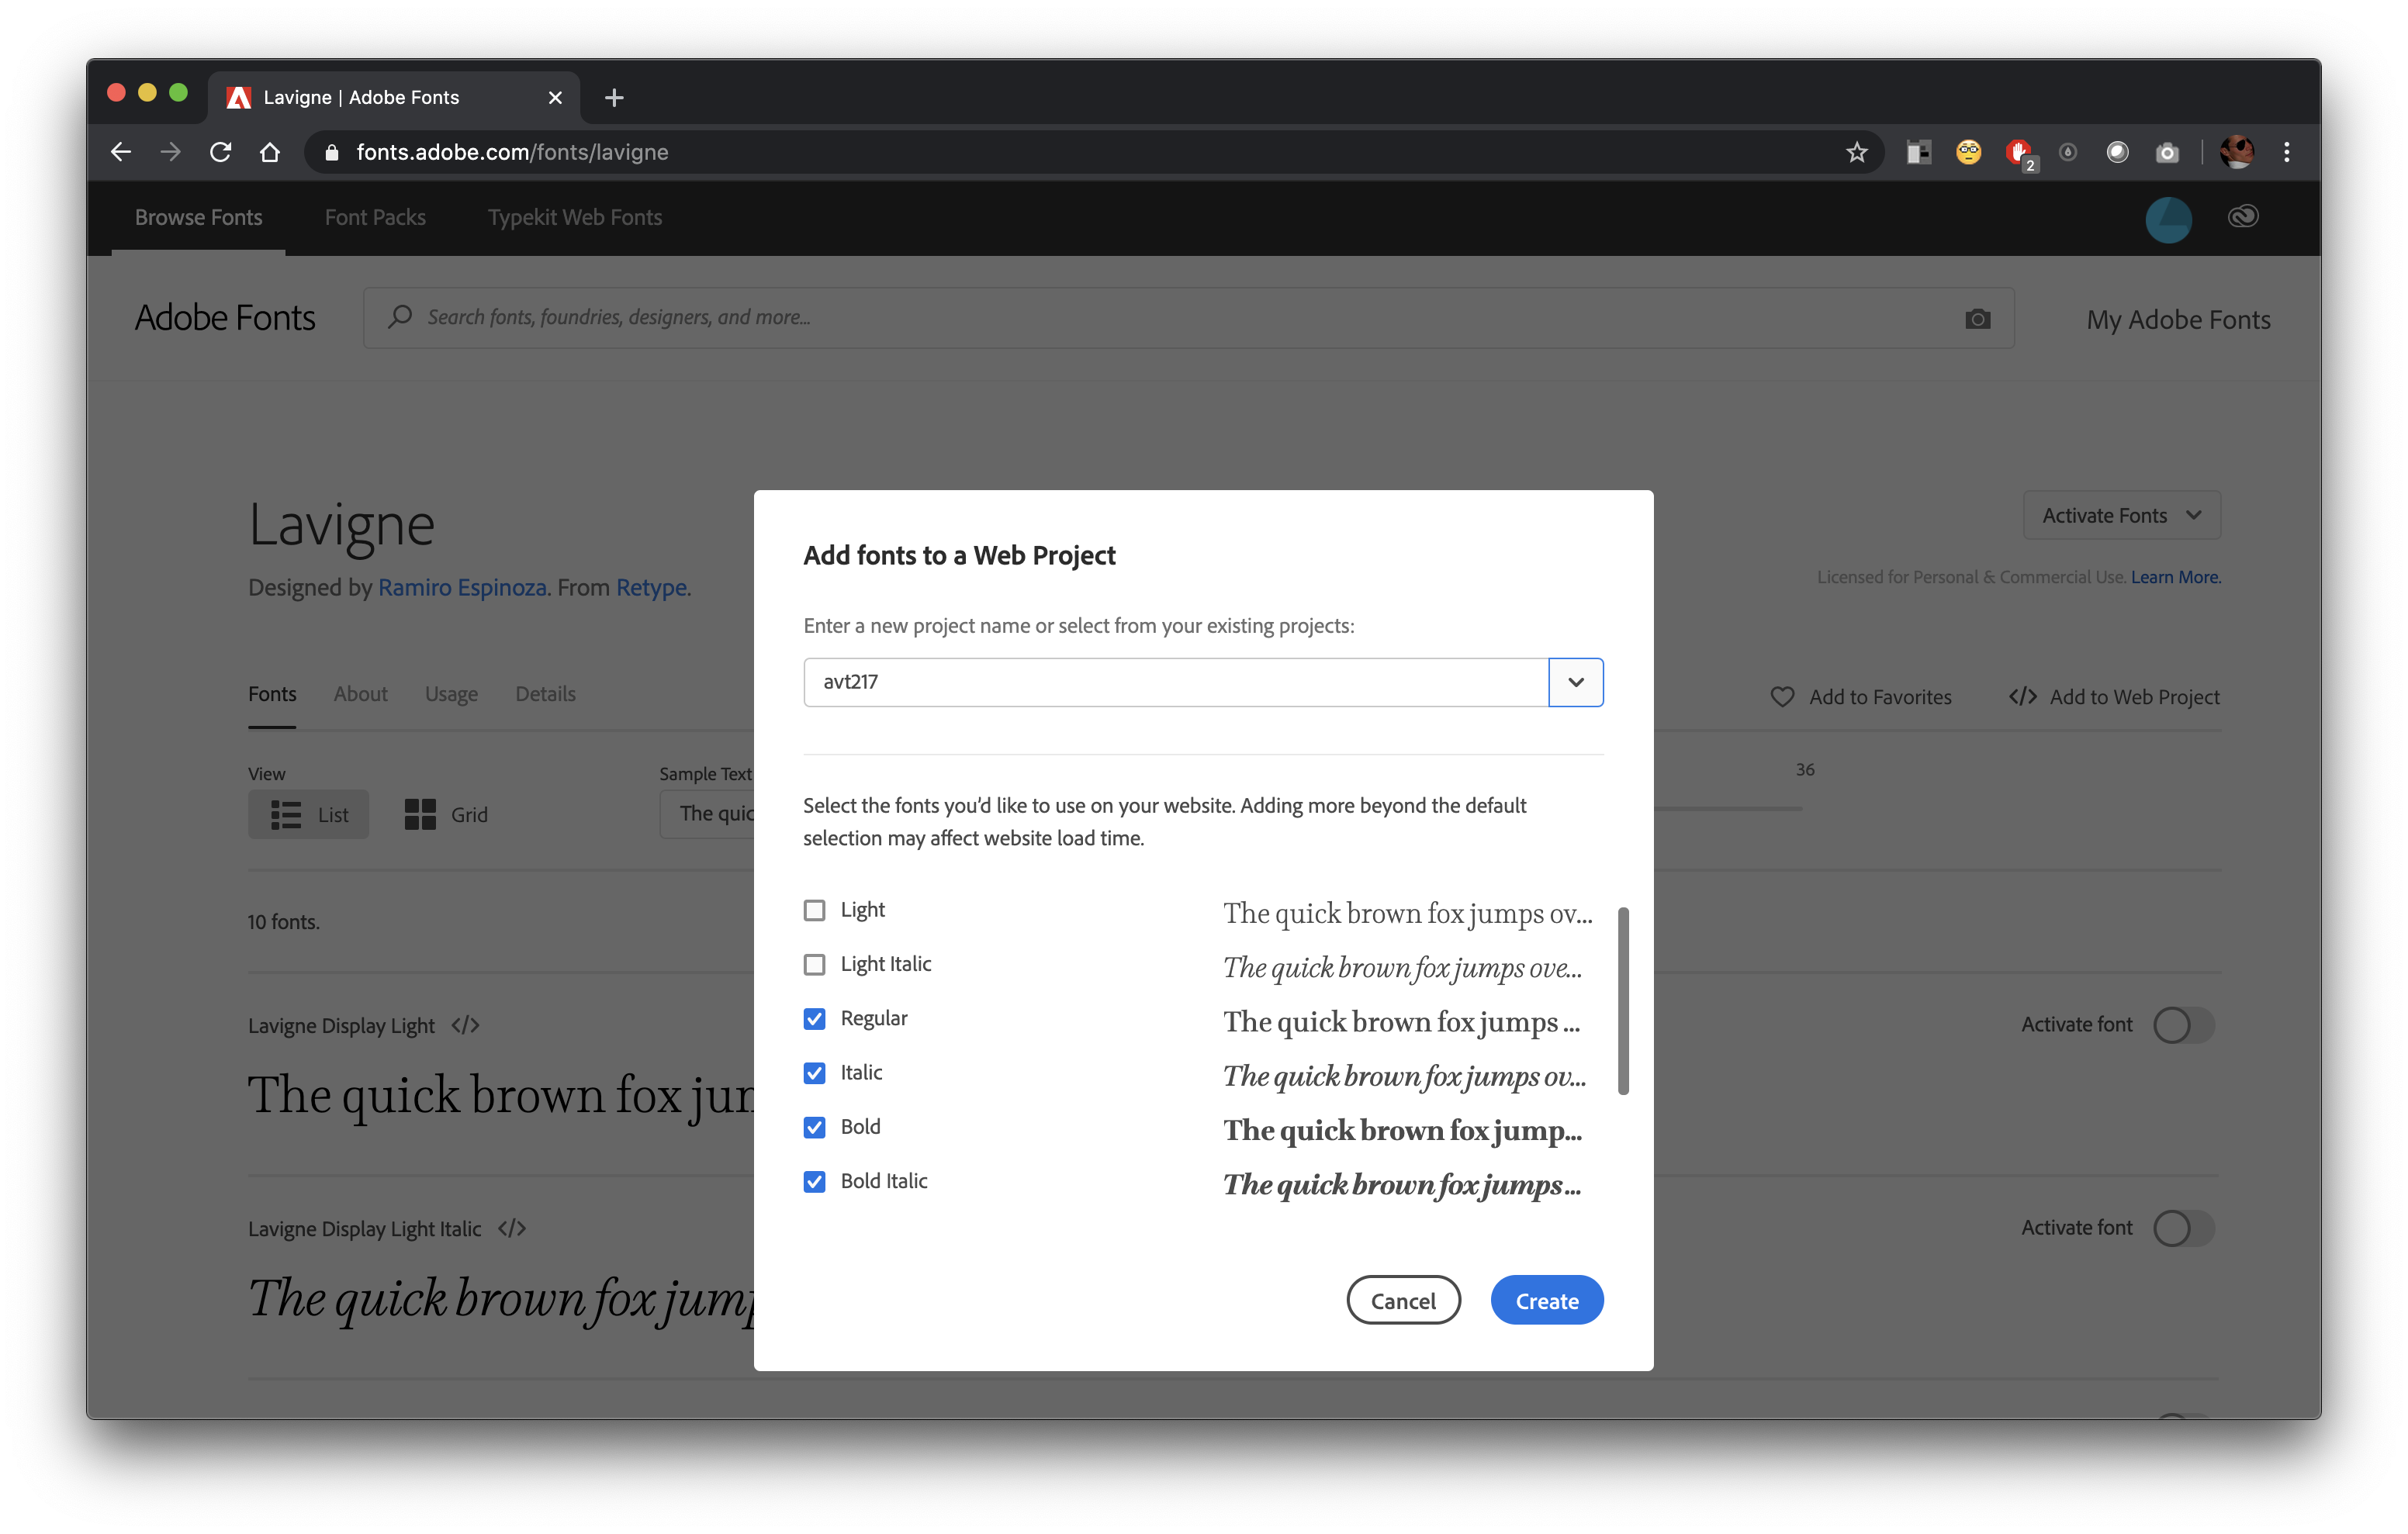 Lavigne | Adobe Fonts
fonts.adobe.com/fonts/lavigne
2
Browse Fonts
Font Packs
Typekit Web Fonts
Adobe Fonts
Search fonts, foundries, designers, and more...
My Adobe Fonts
Lavigne
Activate Fonts
Designed by Ramiro Espinoza. From Retype.
Licensed for Personal & Commercial Use. Learn More.
Fonts
About
Usage
Details
Add to Favorites
</> Add to Web Project
View
Sample Text
36
List
Grid
The quic
10 fonts.
Lavigne Display Light </>
Activate font
The quick brown fox jum
Lavigne Display Light Italic </>
Activate font
The quick brown fox jump
Add fonts to a Web Project
Enter a new project name or select from your existing projects:
avt217
Select the fonts you’d like to use on your website. Adding more beyond the default
selection may affect website load time.
Light
The quick brown fox jumps ov...
Light Italic
The quick brown fox jumps ove...
Regular
The quick brown fox jumps ...
Italic
The quick brown fox jumps ov...
Bold
The quick brown fox jump...
Bold Italic
The quick brown fox jumps...
Cancel
Create